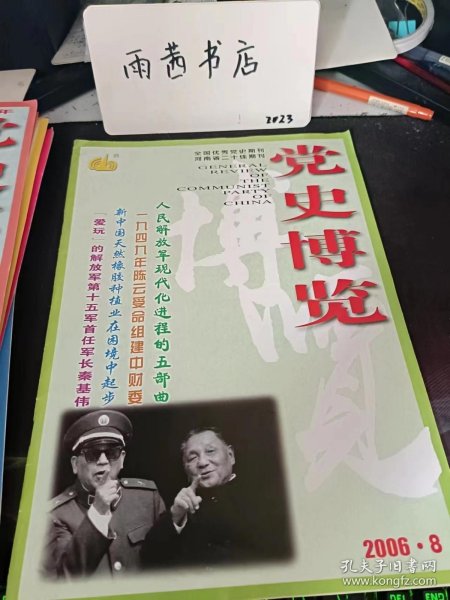 雨茜书店
2023
全国优秀党史期刊
河南省二十佳期刊
GENERAL
REVIEW
OF
THE
COMMUNIST
PARTY
OF
CHINA
党史博览
博览
人民解放军现代化进程的五部曲
一九四九年陈云受命组建中财委
新中国天然橡胶种植业在困境中起步
“爱玩”的解放军第十五军首任军长秦基伟
2006·8
孔夫子旧书网
www.kongfz.com
DEL
END